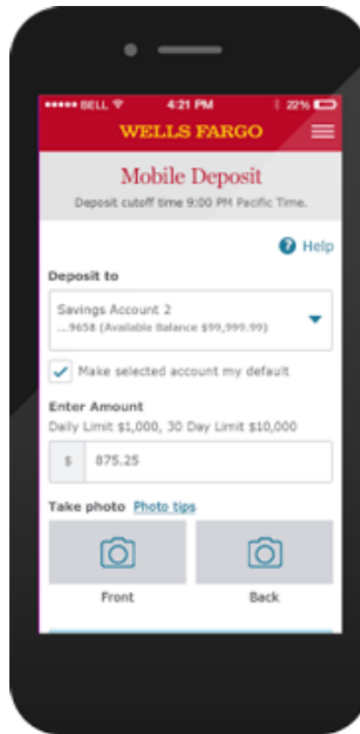 BELL 4:21 PM 22%
WELLS FARGO
Mobile Deposit
Deposit cutoff time 9:00 PM Pacific Time.
? Help
Deposit to
Savings Account 2
...9658 (Available Balance $99,999.99)
Make selected account my default
Enter Amount
Daily Limit $1,000, 30 Day Limit $10,000
$ 875.25
Take photo Photo tips
Front Back